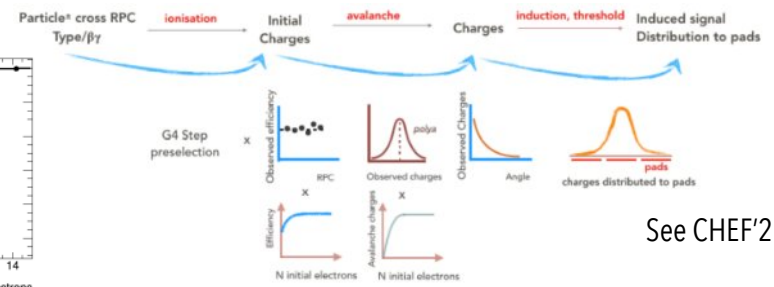 Particle± cross RPC
Type/βγ
ionisation
Initial
Charges
avalanche
Charges
induction, threshold
Induced signal
Distribution to pads
G4 Step
preselection
x
Observed efficiency
RPC
polya
Observed charges
Observed Charges
Angle
pads
charges distributed to pads
x
x
Efficiency
N initial electrons
Avalanche charges
N initial electrons
See CHEF'2
14